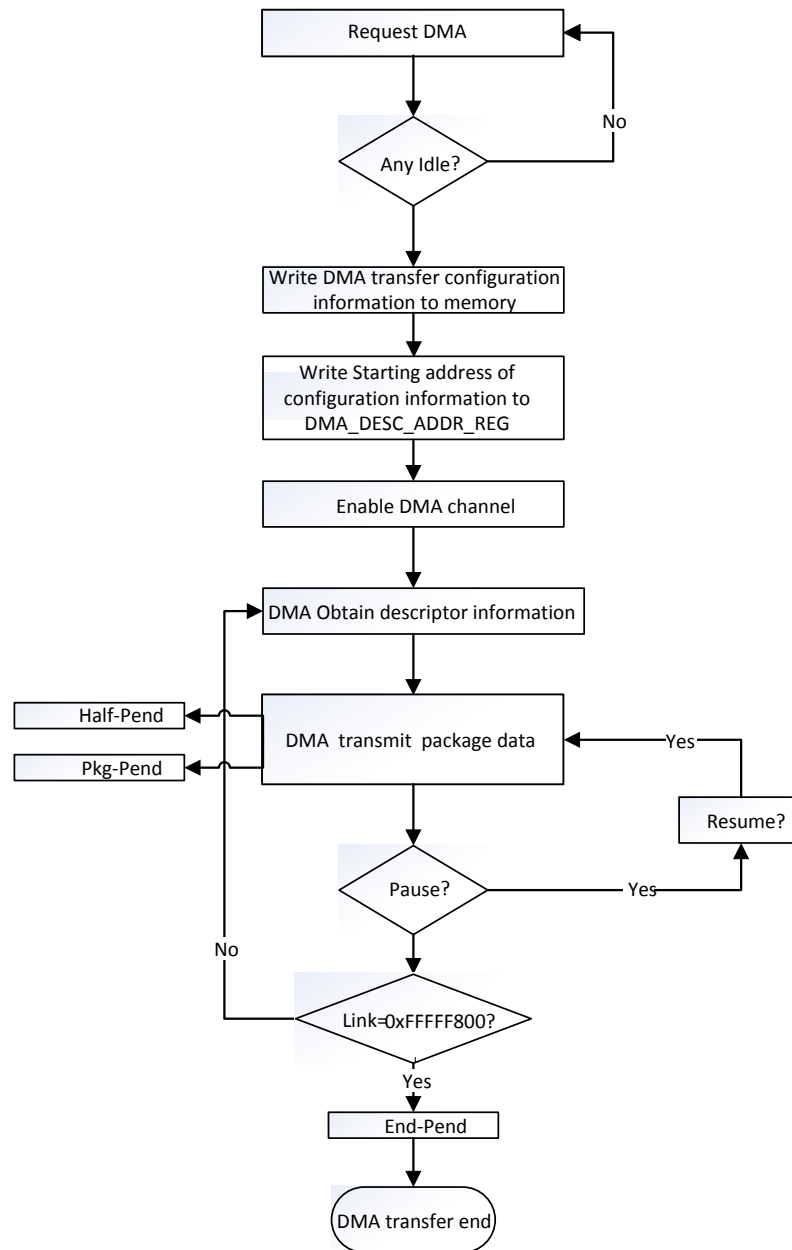 Request DMA
No
Any Idle?
Write DMA transfer configuration
information to memory
Write Starting address of
configuration information to
DMA_DESC_ADDR_REG
Enable DMA channel
DMA Obtain descriptor information
Half-Pend
DMA transmit package data
Yes
Pkg-Pend
Resume?
Pause?
Yes
No
Link=0xFFFFF800?
Yes
End-Pend
DMA transfer end